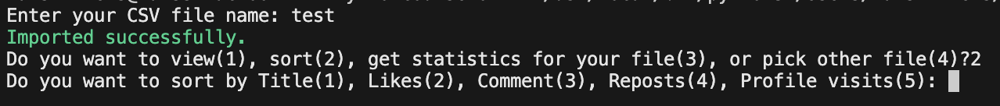 Enter your CSV file name: test
Imported successfully.
Do you want to view(1), sort(2), get statistics for your file(3), or pick other file(4)?2
Do you want to sort by Title(1), Likes(2), Comment(3), Reposts(4), Profile visits(5):